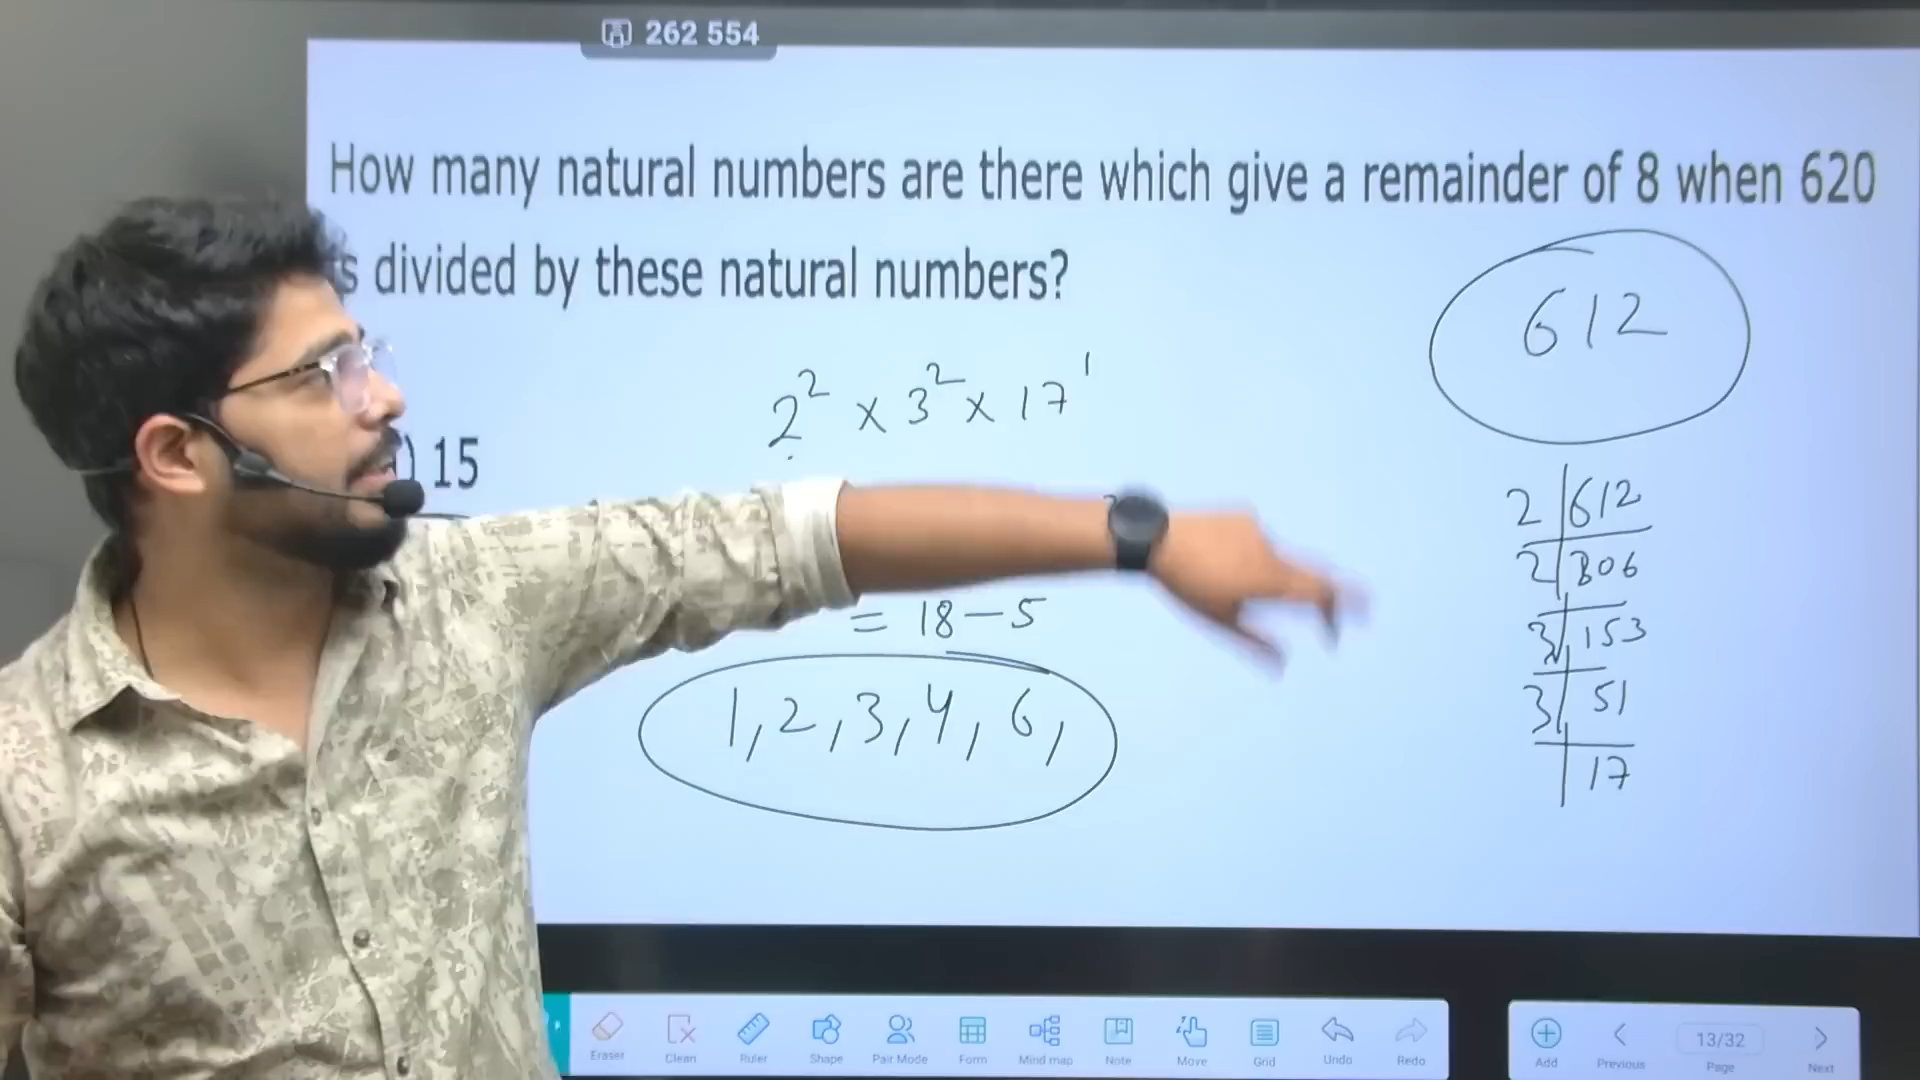 262 554
How many natural numbers are there which give a remainder of 8 when 620
s divided by these natural numbers?
612
2² × 3² × 17¹
) 15
2 | 612
2 | 306
3 | 153
3 | 51
17
= 18 - 5
1, 2, 3, 4, 6,
Eraser Clean Ruler Shape Pair Mode Form Mind map Note Move Grid Undo Redo
Add Previous 13/32 Page Next